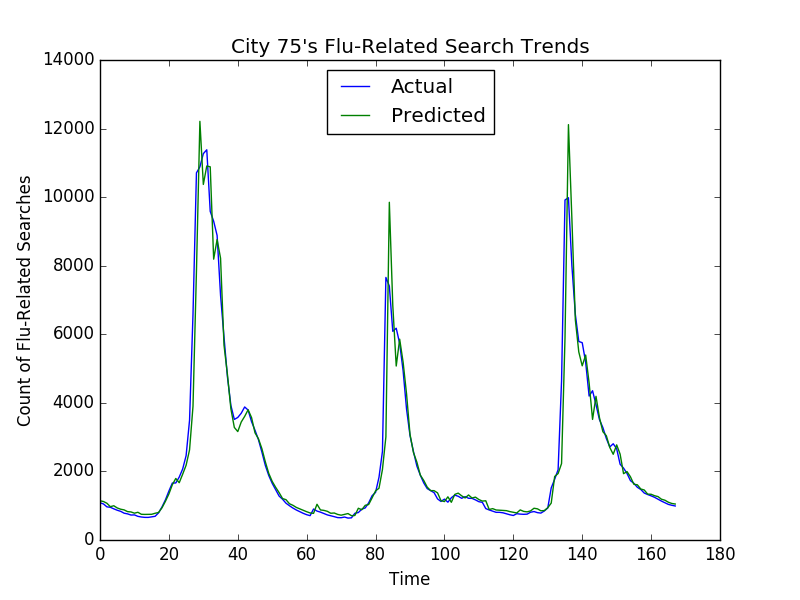 City 75's Flu-Related Search Trends
Actual
Predicted
Count of Flu-Related Searches
14000
12000
10000
8000
6000
4000
2000
0
0 20 40 60 80 100 120 140 160 180
Time